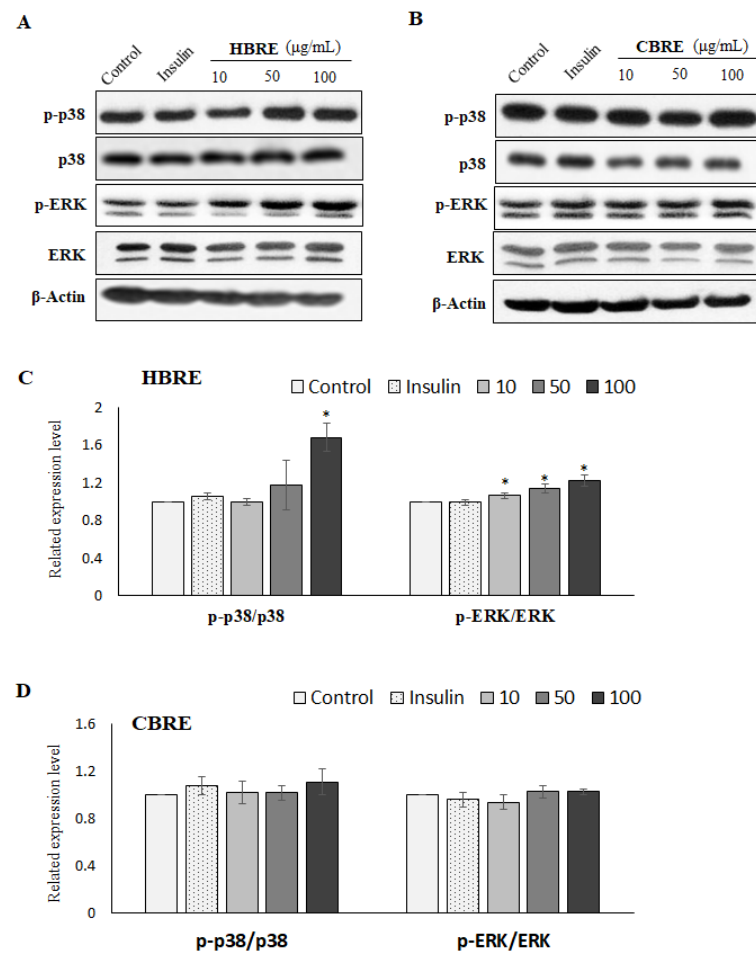 A
HBRE (µg/mL)
Control Insulin 10 50 100
p-p38
p38
p-ERK
ERK
β-Actin
B
CBRE (µg/mL)
Control Insulin 10 50 100
p-p38
p38
p-ERK
ERK
β-Actin
C HBRE
Control Insulin 10 50 100
Related expression level
2
1.6
1.2
0.8
0.4
0
*
* * *
p-p38/p38 p-ERK/ERK
D CBRE
Control Insulin 10 50 100
Related expression level
1.6
1.2
0.8
0.4
0
p-p38/p38 p-ERK/ERK